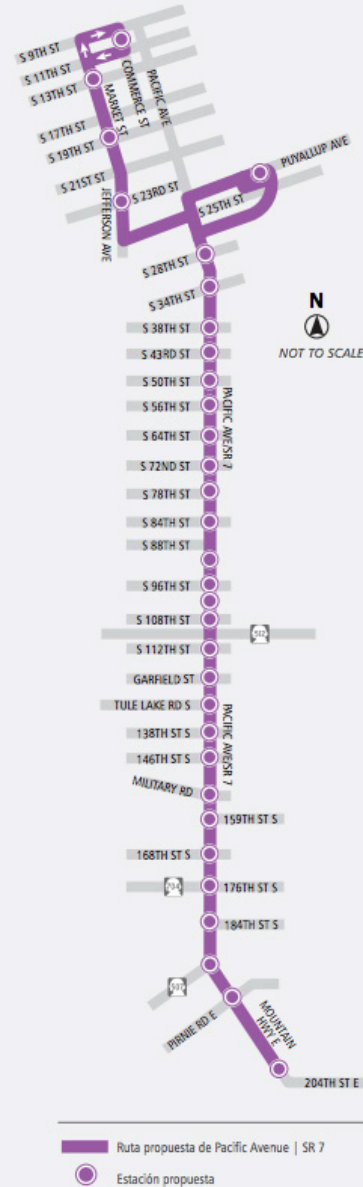 S 9TH ST
S 11TH ST
S 13TH ST
COMMERCE ST
PACIFIC AVE
MARKET ST
S 17TH ST
S 19TH ST
S 21ST ST
PUYALLUP AVE
JEFFERSON AVE
S 23RD ST
S 25TH ST
S 28TH ST
S 34TH ST
N
NOT TO SCALE
S 38TH ST
S 43RD ST
S 50TH ST
S 56TH ST
PACIFIC AVE/SR 7
S 64TH ST
S 72ND ST
S 78TH ST
S 84TH ST
S 88TH ST
S 96TH ST
S 108TH ST
512
S 112TH ST
GARFIELD ST
TULE LAKE RD S
PACIFIC AVE/SR 7
138TH ST S
146TH ST S
MILITARY RD
159TH ST S
168TH ST S
704
176TH ST S
184TH ST S
507
PIRNIE RD E
MOUNTAIN
HWY E
204TH ST E
Ruta propuesta de Pacific Avenue | SR 7
Estación propuesta